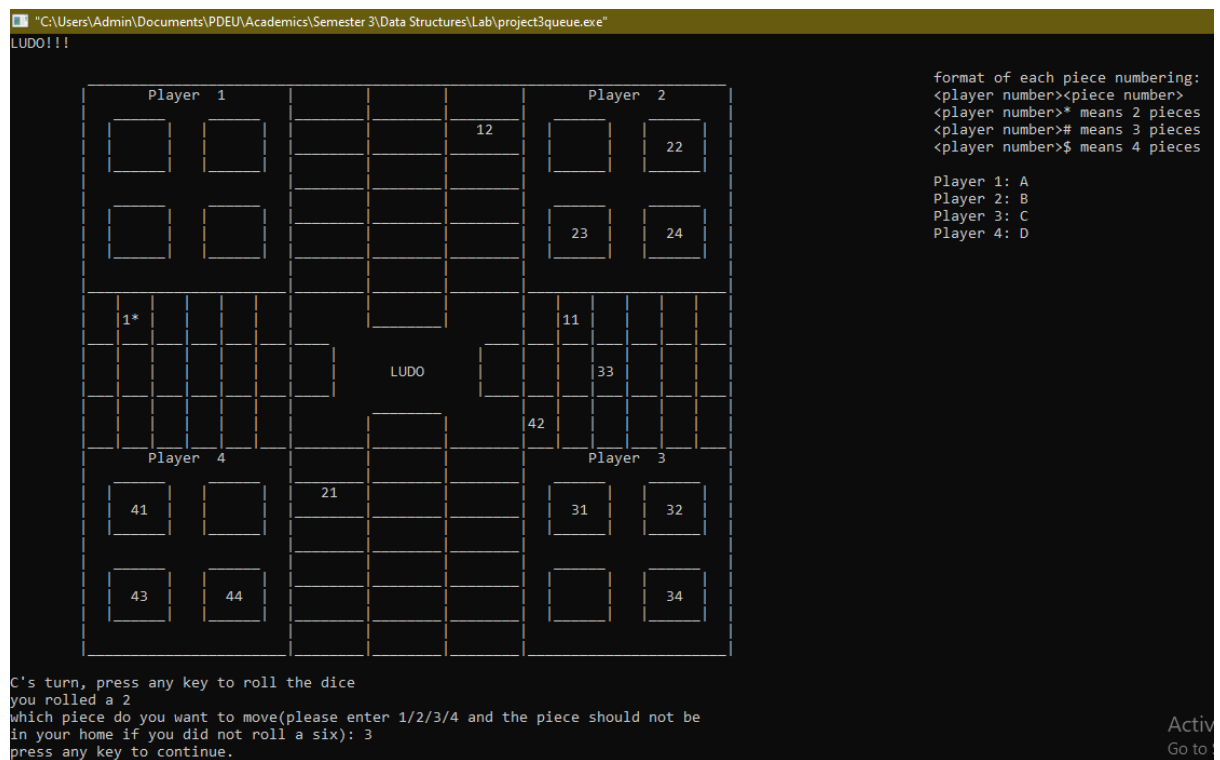 "C:\Users\Admin\Documents\PDEU\Academics\Semester 3\Data Structures\Lab\project3queue.exe"
LUDO!!!
format of each piece numbering:
Player 1 Player 2 <player number><piece number>
<player number>* means 2 pieces
12 <player number># means 3 pieces
22 <player number>$ means 4 pieces
Player 1: A
Player 2: B
Player 3: C
23 24 Player 4: D
1* 11
LUDO 33
42
Player 4 Player 3
21
41 31 32
43 44 34
C's turn, press any key to roll the dice
you rolled a 2
which piece do you want to move(please enter 1/2/3/4 and the piece should not be
in your home if you did not roll a six): 3
press any key to continue.
Activ
Go to